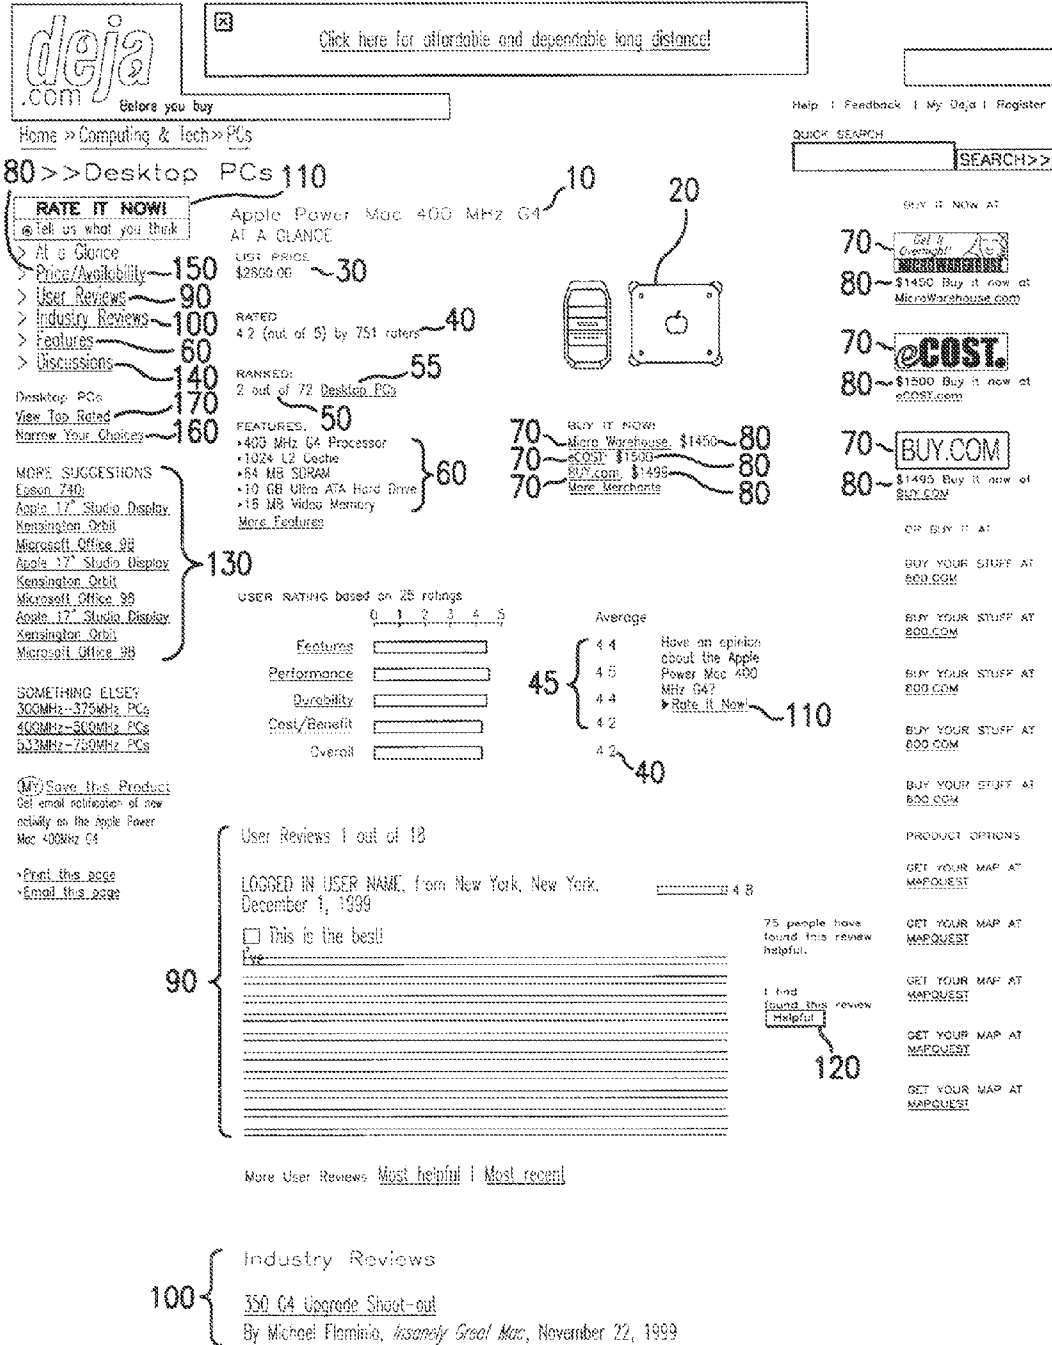 deja
.com
Before you buy
Click here for affordable and dependable long distance!
Help | Feedback | My Deja | Register
Home >> Computing & Tech >> PCs
QUICK SEARCH
SEARCH>>
80 >>Desktop PCs 110
RATE IT NOW!
Tell us what you think
> At a Glance
> Price/Availability 150
> User Reviews 90
> Industry Reviews 100
> Features 60
> Discussions 140
Desktop PCs 170
View Top Rated
Narrow Your Choices 160
MORE SUGGESTIONS
Epson 740i
Apple 17" Studio Display
Kensington Orbit
Microsoft Office 98
Apple 17" Studio Display
Kensington Orbit
Microsoft Office 98
Apple 17" Studio Display
Kensington Orbit
Microsoft Office 98
130
SOMETHING ELSE?
300MHz-375MHz PCs
400MHz-500MHz PCs
533MHz-750MHz PCs
MY Save this Product
Get email notification of new
activity on the Apple Power
Mac 400MHz G4
Print this page
Email this page
10
Apple Power Mac 400 MHz G4
AT A GLANCE
LIST PRICE
$2800.00 30
RATED
4.2 (out of 5) by 751 raters 40
RANKED: 55
2 out of 72 Desktop PCs
50
FEATURES.
•400 MHz G4 Processor
•1024 L2 Cache
•64 MB SDRAM
•10 GB Ultra ATA Hard Drive
•16 MB Video Memory
More Features
60
20
BUY IT NOW!
70 Micro Warehouse. $1450 80
70 eCOST. $1500 80
70 BUY.com. $1499 80
More Merchants
USER RATING based on 25 ratings
0 1 2 3 4 5
Average
Features 4 4
Performance 4 5
Durability 4 4
Cost/Benefit 4 2
Overall 4 2 40
45
Have an opinion
about the Apple
Power Mac 400
MHz G4?
Rate It Now! 110
90
User Reviews 1 out of 18
LOGGED IN USER NAME, from New York, New York. 4 8
December 1, 1999
This is the best!!
I've
75 people have
found this review
helpful.
I find
found this review
Helpful
120
More User Reviews Most helpful | Most recent
100
Industry Reviews
350 G4 Upgrade Shoot-out
By Michael Flaminio, Insanely Great Mac, November 22, 1999
BUY IT NOW AT
70 Get It
Overnight!
80 $1450 Buy it now at
MicroWarehouse.com
70 eCOST.
80 $1500 Buy it now at
eCOST.com
70 BUY.COM
80 $1495 Buy it now at
BUY.COM
OR BUY IT AT
BUY YOUR STUFF AT
800.COM
BUY YOUR STUFF AT
800.COM
BUY YOUR STUFF AT
800.COM
BUY YOUR STUFF AT
800.COM
BUY YOUR STUFF AT
800.COM
PRODUCT OPTIONS
GET YOUR MAP AT
MAPQUEST
GET YOUR MAP AT
MAPQUEST
GET YOUR MAP AT
MAPQUEST
GET YOUR MAP AT
MAPQUEST
GET YOUR MAP AT
MAPQUEST